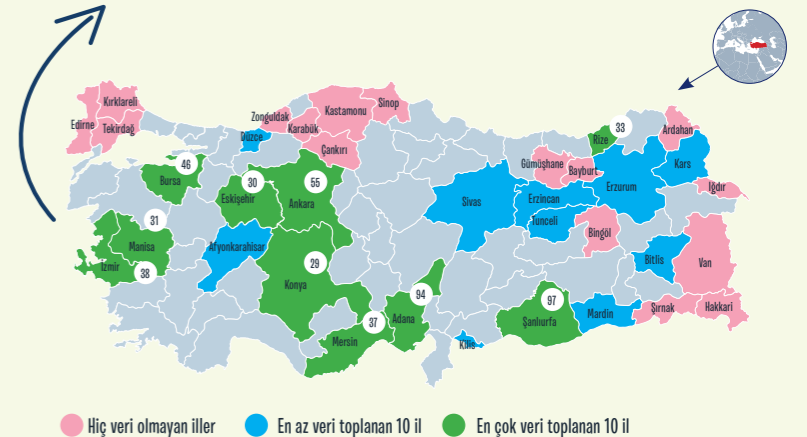 Kırklareli
Edirne
Tekirdağ
Zonguldak
Kastamonu
Sinop
Karabük
Düzce
Çankırı
33
Rize
Ardahan
46
Bursa
30
Eskişehir
55
Ankara
Gümüşhane
Bayburt
Kars
Erzurum
Iğdır
Sivas
Erzincan
Tunceli
31
Manisa
Afyonkarahisar
Bingöl
İzmir
38
29
Konya
Bitlis
Van
94
Adana
97
Şanlıurfa
Mardin
Şırnak
Hakkari
37
Mersin
Kilis
Hiç veri olmayan iller
En az veri toplanan 10 il
En çok veri toplanan 10 il